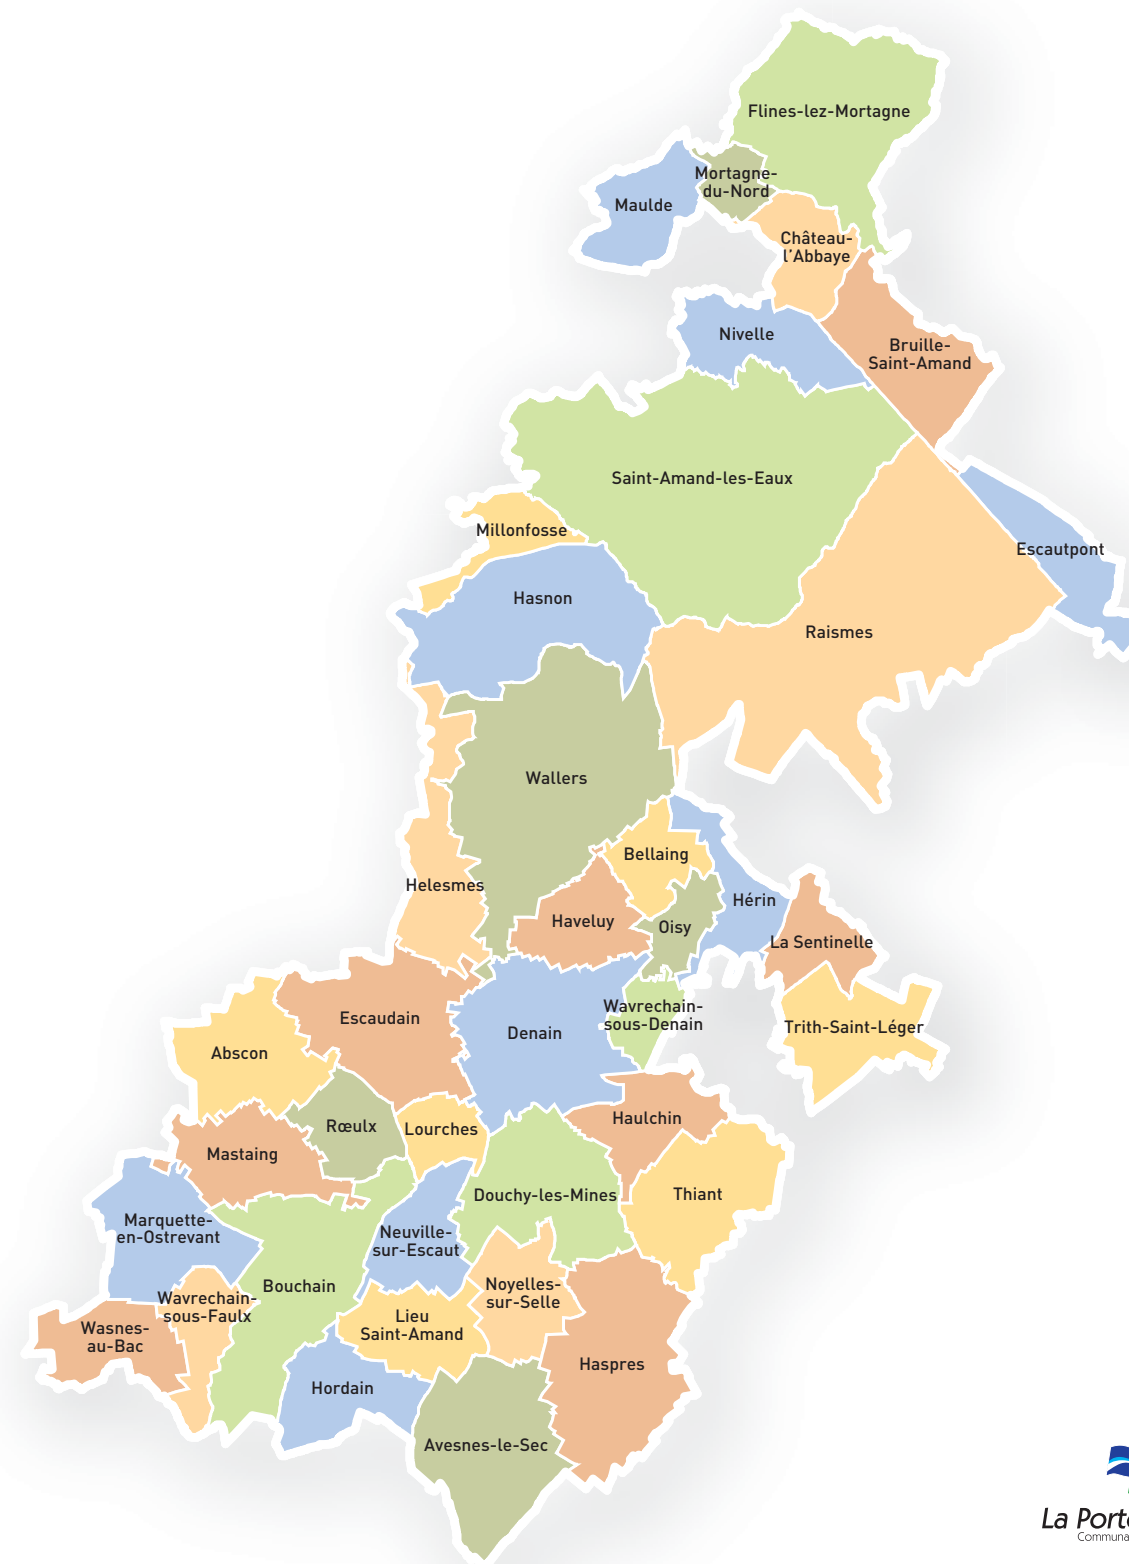 Flines-lez-Mortagne
Mortagne-
du-Nord
Maulde
Château-
l'Abbaye
Nivelle
Bruille-
Saint-Amand
Saint-Amand-les-Eaux
Millonfosse
Escautpont
Hasnon
Raismes
Wallers
Bellaing
Helesmes
Hérin
Haveluy
Oisy
La Sentinelle
Wavrechain-
sous-Denain
Escaudain
Denain
Trith-Saint-Léger
Abscon
Haulchin
Rœulx
Lourches
Mastaing
Thiant
Douchy-les-Mines
Marquette-
en-Ostrevant
Neuville-
sur-Escaut
Bouchain
Noyelles-
sur-Selle
Wavrechain-
sous-Faulx
Lieu
Saint-Amand
Wasnes-
au-Bac
Haspres
Hordain
Avesnes-le-Sec
La Porte
Communa